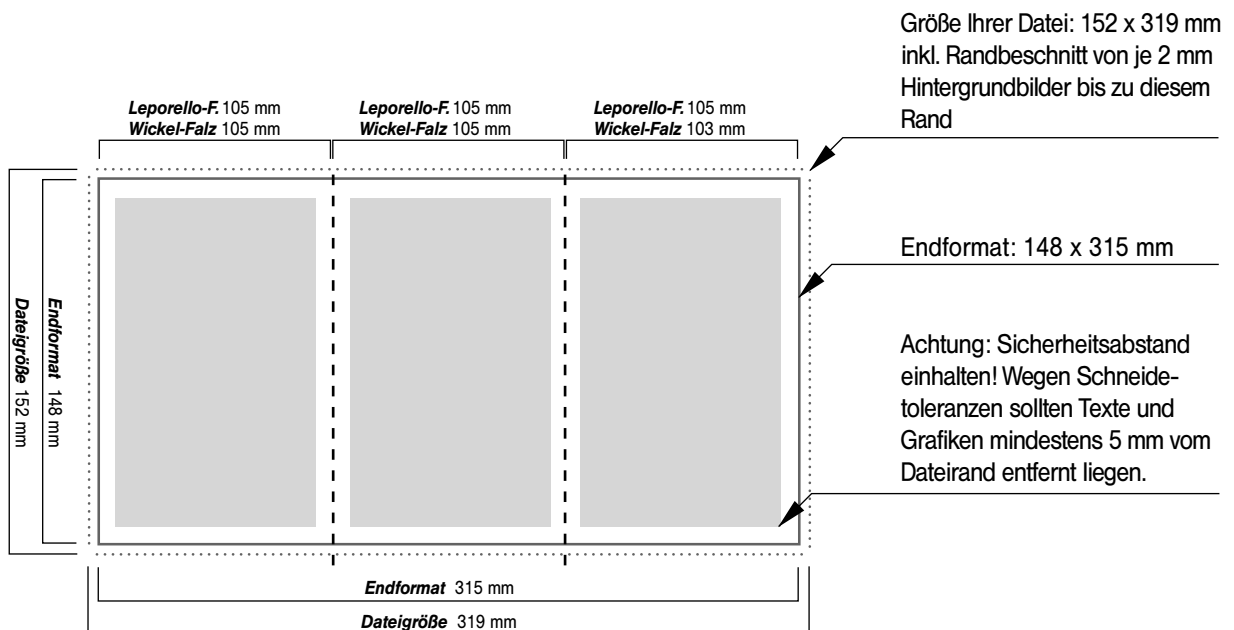 Größe Ihrer Datei: 152 x 319 mm
inkl. Randbeschnitt von je 2 mm
Hintergrundbilder bis zu diesem
Rand
Leporello-F. 105 mm
Wickel-Falz 105 mm
Leporello-F. 105 mm
Wickel-Falz 105 mm
Leporello-F. 105 mm
Wickel-Falz 103 mm
Endformat: 148 x 315 mm
Dateigröße 152 mm
Endformat 148 mm
Achtung: Sicherheitsabstand
einhalten! Wegen Schneide-
toleranzen sollten Texte und
Grafiken mindestens 5 mm vom
Dateirand entfernt liegen.
Endformat 315 mm
Dateigröße 319 mm